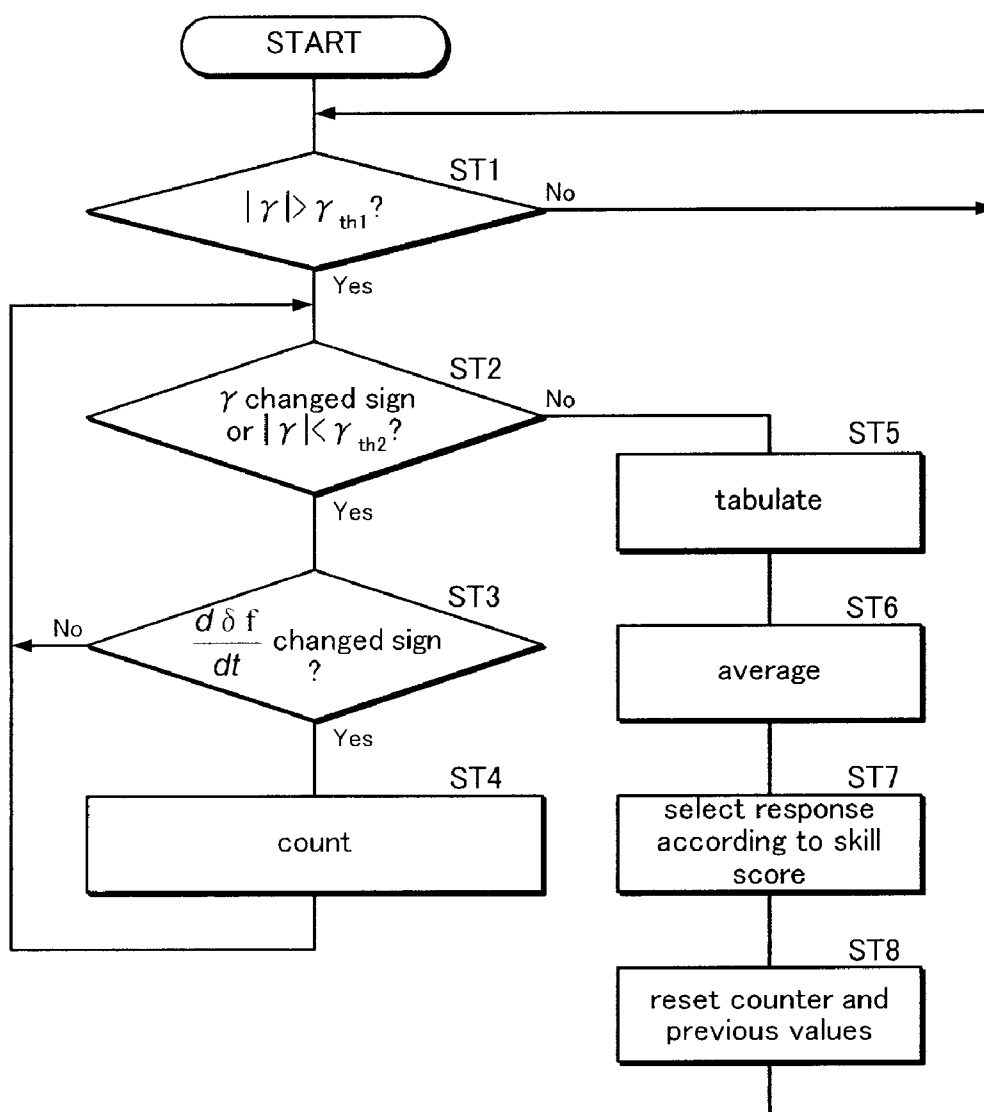 START
ST1
|γ|>γth1?
No
Yes
ST2
γ changed sign
or |γ|<γth2?
No
Yes
ST3
dδf
dt
changed sign
?
No
Yes
ST4
count
ST5
tabulate
ST6
average
ST7
select response
according to skill
score
ST8
reset counter and
previous values